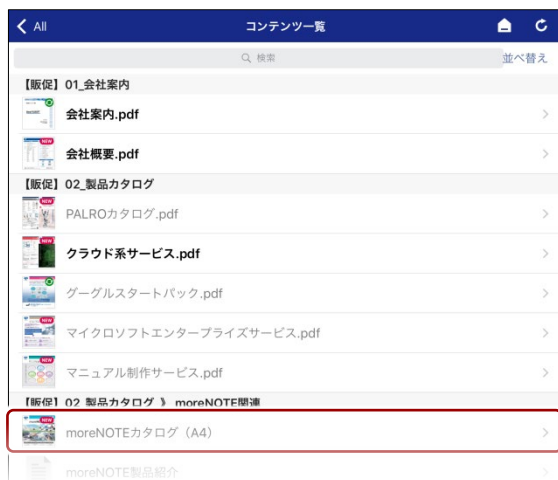 All
コンテンツ一覧
検索
並べ替え
【販促】01_会社案内
会社案内.pdf
NEW
会社概要.pdf
【販促】02_製品カタログ
NEW
PALROカタログ.pdf
NEW
クラウド系サービス.pdf
グーグルスタートパック.pdf
NEW
マイクロソフトエンタープライズサービス.pdf
NEW
マニュアル制作サービス.pdf
【販促】02_製品カタログ 》 moreNOTE関連
NEW
moreNOTEカタログ（A4）
moreNOTE製品紹介